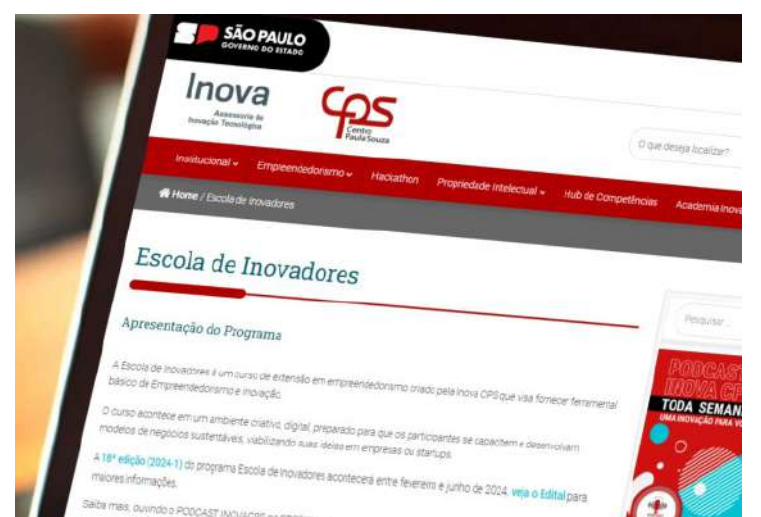 SP SÃO PAULO
GOVERNO DO ESTADO
Inova
Assessoria de
Inovação Tecnológica
CPS
Centro
Paula Souza
O que deseja localizar?
Institucional Empreendedorismo Hackathon Propriedade Intelectual Hub de Competências Academia Inova
Home / Escola de Inovadores
Escola de Inovadores
Pesquisar ...
Apresentação do Programa
A Escola de Inovadores é um curso de extensão em empreendedorismo criado pela Inova CPS que visa fornecer ferramental
básico de Empreendedorismo e Inovação.
O curso acontece em um ambiente criativo, digital, preparado para que os participantes se capacitem e desenvolvam
modelos de negócios sustentáveis, viabilizando suas ideias em empresas ou startups.
A 18ª edição (2024-1) do programa Escola de Inovadores acontecerá entre fevereiro e junho de 2024, veja o Edital para
maiores informações.
Saiba mais, ouvindo o PODCAST INOVACPS
PODCAST
INOVA CP
TODA SEMAN
UMA INOVAÇÃO PARA VO